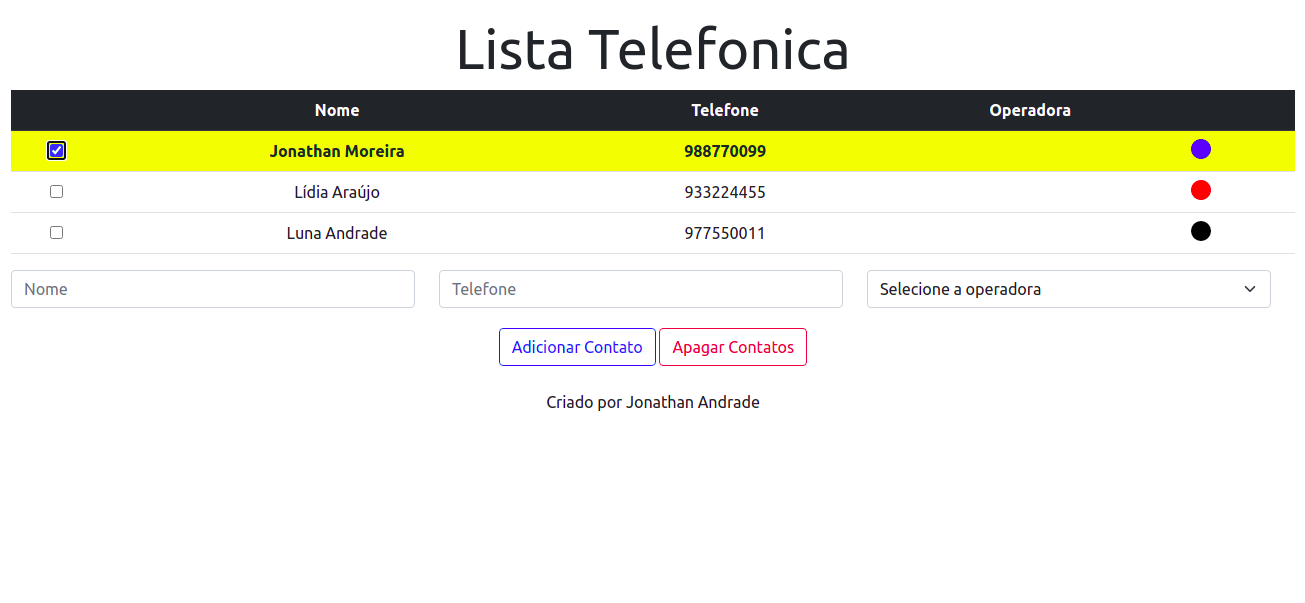 Lista Telefonica
Nome Telefone Operadora
Jonathan Moreira 988770099
Lídia Araújo 933224455
Luna Andrade 977550011
Nome Telefone Selecione a operadora
Adicionar Contato Apagar Contatos
Criado por Jonathan Andrade